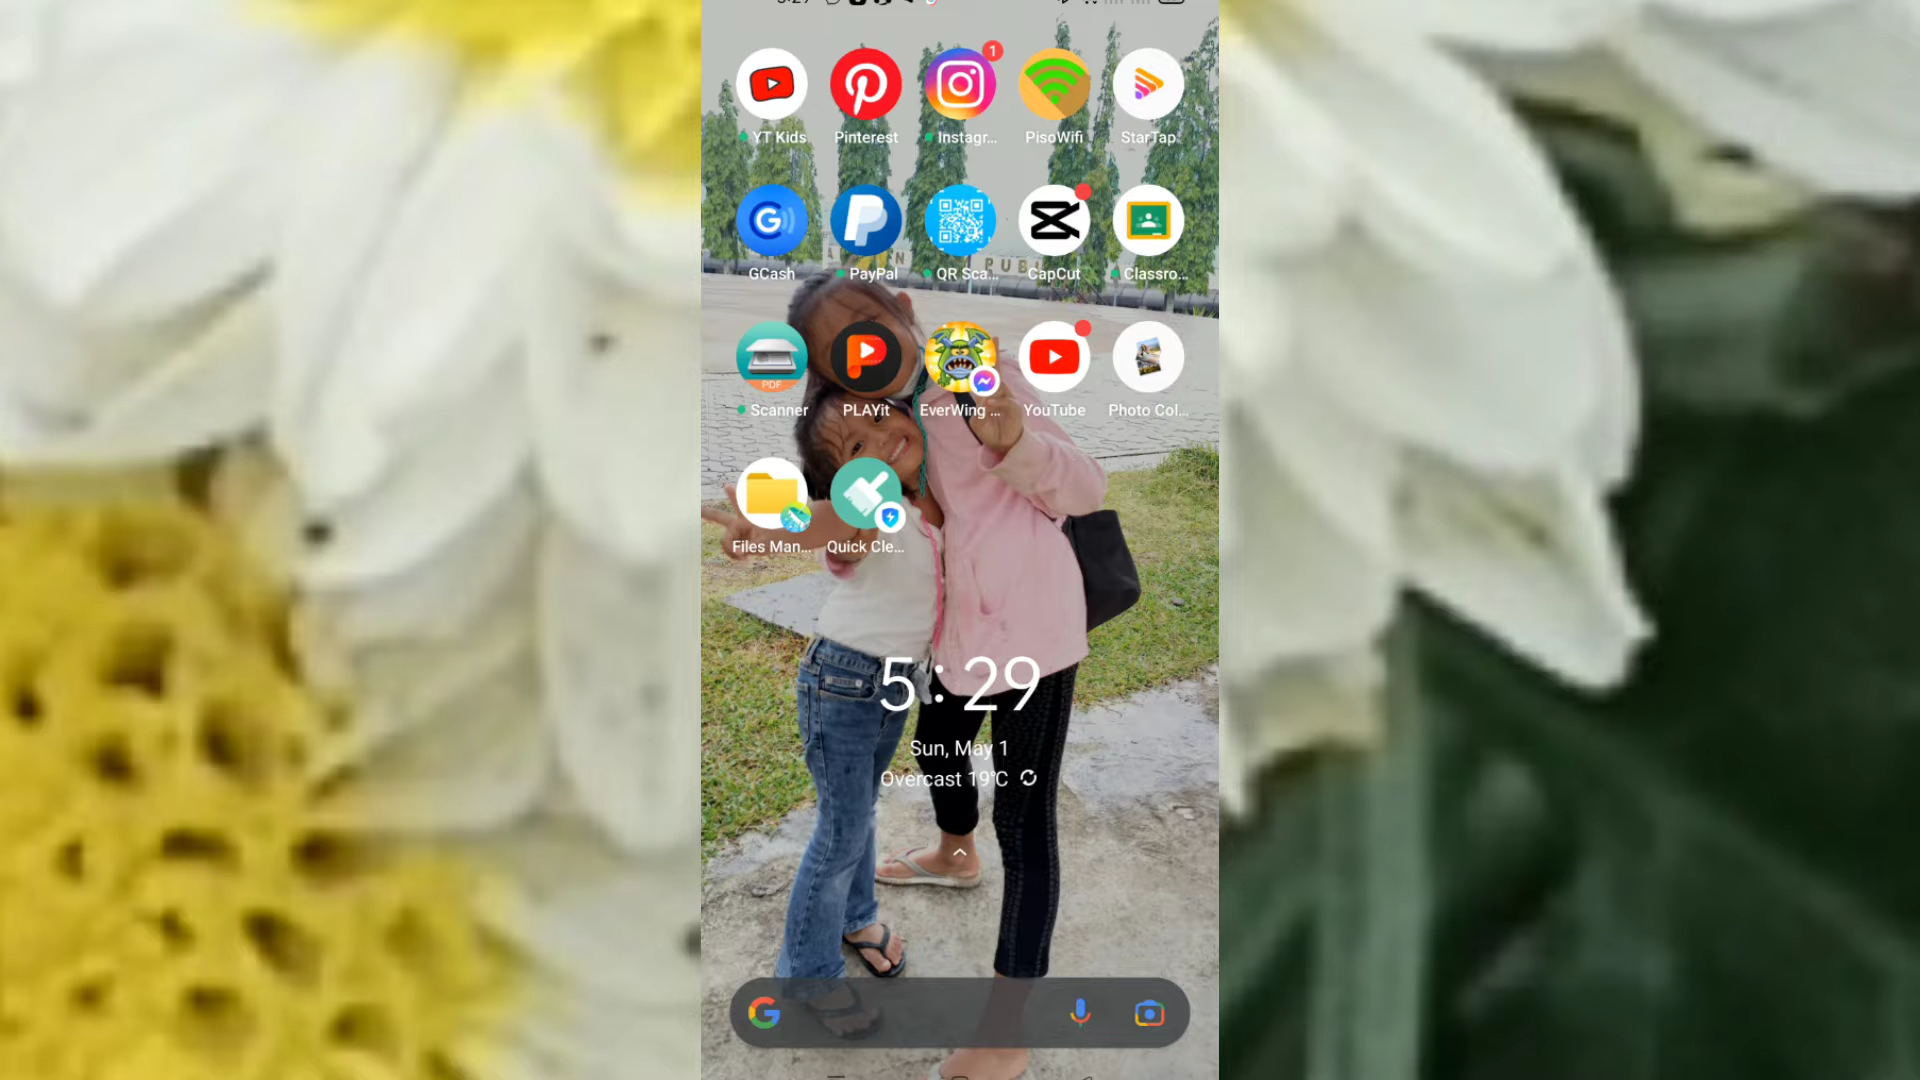 1
YT Kids Pinterest Instagr... PisoWifi StarTap
GCash PayPal QR Sca... CapCut Classro...
PDF
Scanner PLAYit EverWing ... YouTube Photo Col...
Files Man... Quick Cle...
5:29
Sun, May 1
Overcast 19°C